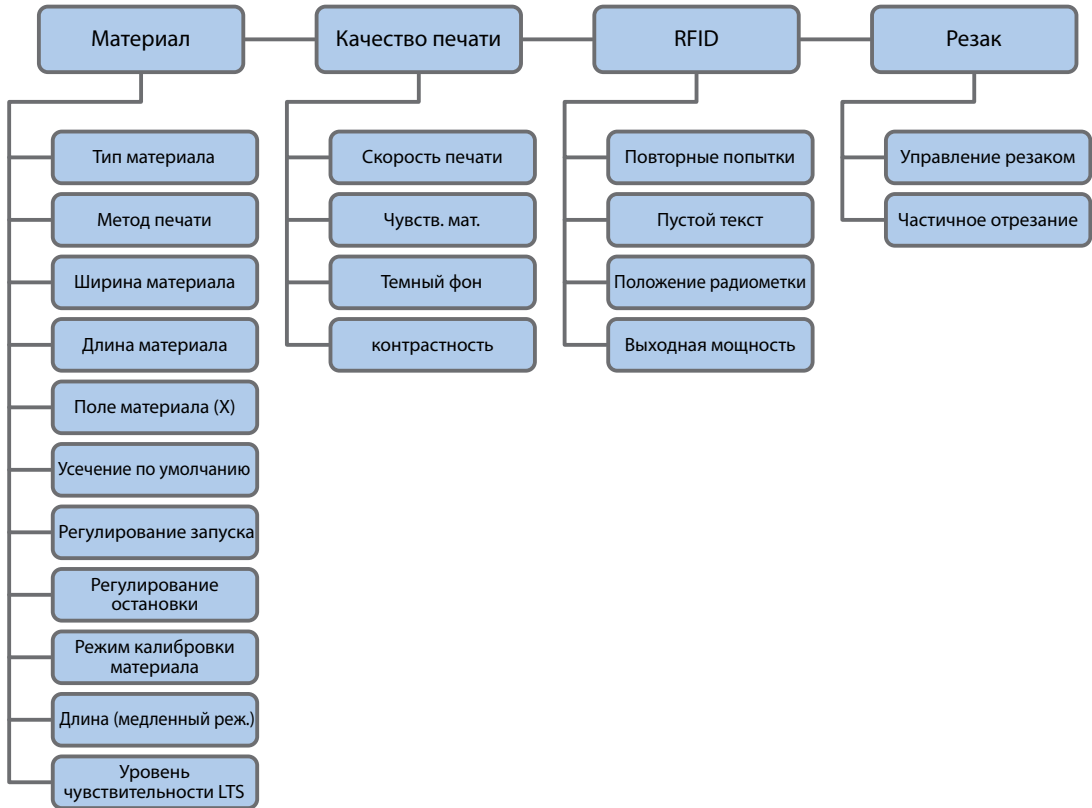 Материал
Качество печати
RFID
Резак
Тип материала
Метод печати
Ширина материала
Длина материала
Поле материала (X)
Усечение по умолчанию
Регулирование запуска
Регулирование
остановки
Режим калибровки
материала
Длина (медленный реж.)
Уровень
чувствительности LTS
Скорость печати
Чувств. мат.
Темный фон
контрастность
Повторные попытки
Пустой текст
Положение радиометки
Выходная мощность
Управление резаком
Частичное отрезание